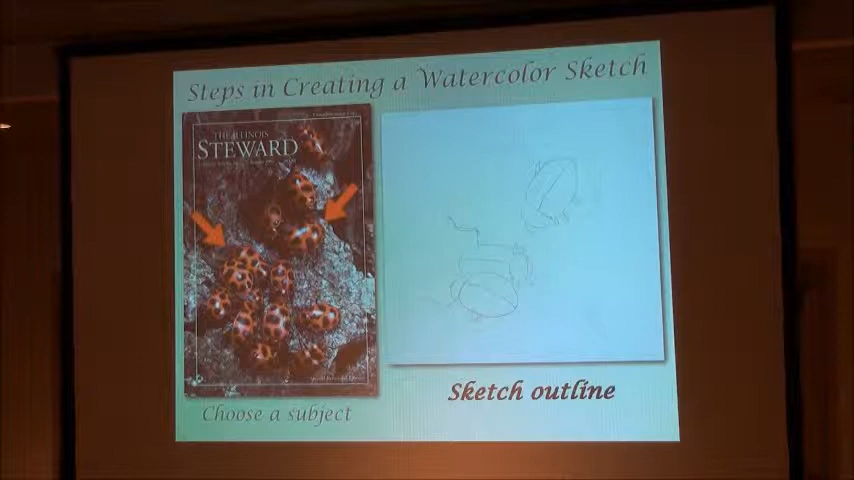 Steps in Creating a Watercolor Sketch
THE ILLINOIS
STEWARD
Sketch outline
Choose a subject